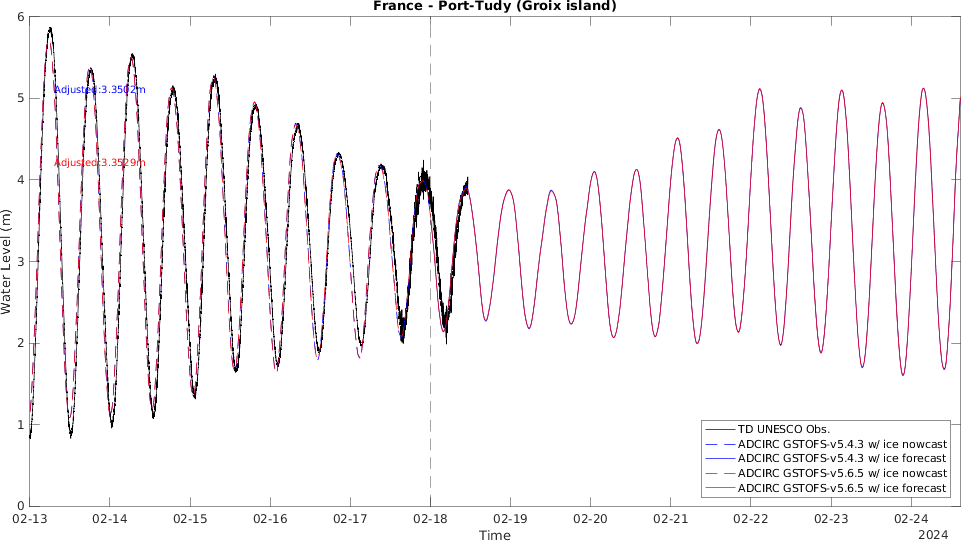 France - Port-Tudy (Groix island)
Water Level (m)
6
5
4
3
2
1
0
Adjusted:3.3502m
Adjusted:3.3529m
TD UNESCO Obs.
ADCIRC GSTOFS-v5.4.3 w/ ice nowcast
ADCIRC GSTOFS-v5.4.3 w/ ice forecast
ADCIRC GSTOFS-v5.6.5 w/ ice nowcast
ADCIRC GSTOFS-v5.6.5 w/ ice forecast
02-13 02-14 02-15 02-16 02-17 02-18 02-19 02-20 02-21 02-22 02-23 02-24
Time
2024